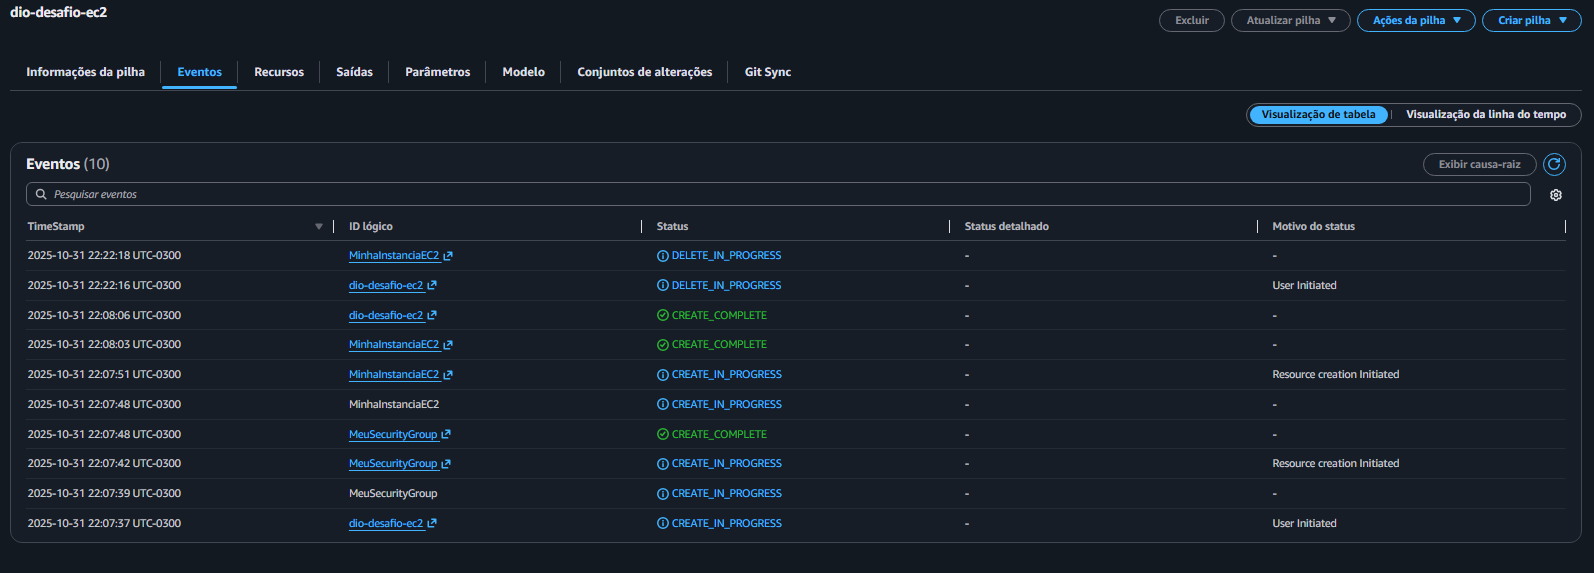 dio-desafio-ec2
Excluir Atualizar pilha Ações da pilha Criar pilha
Informações da pilha Eventos Recursos Saídas Parâmetros Modelo Conjuntos de alterações Git Sync
Visualização de tabela Visualização da linha do tempo
Eventos (10) Exibir causa-raiz
Pesquisar eventos
TimeStamp ID lógico Status Status detalhado Motivo do status
2025-10-31 22:22:18 UTC-0300 MinhaInstanciaEC2 DELETE_IN_PROGRESS - -
2025-10-31 22:22:16 UTC-0300 dio-desafio-ec2 DELETE_IN_PROGRESS - User Initiated
2025-10-31 22:08:06 UTC-0300 dio-desafio-ec2 CREATE_COMPLETE - -
2025-10-31 22:08:03 UTC-0300 MinhaInstanciaEC2 CREATE_COMPLETE - -
2025-10-31 22:07:51 UTC-0300 MinhaInstanciaEC2 CREATE_IN_PROGRESS - Resource creation Initiated
2025-10-31 22:07:48 UTC-0300 MinhaInstanciaEC2 CREATE_IN_PROGRESS - -
2025-10-31 22:07:48 UTC-0300 MeuSecurityGroup CREATE_COMPLETE - -
2025-10-31 22:07:42 UTC-0300 MeuSecurityGroup CREATE_IN_PROGRESS - Resource creation Initiated
2025-10-31 22:07:39 UTC-0300 MeuSecurityGroup CREATE_IN_PROGRESS - -
2025-10-31 22:07:37 UTC-0300 dio-desafio-ec2 CREATE_IN_PROGRESS - User Initiated